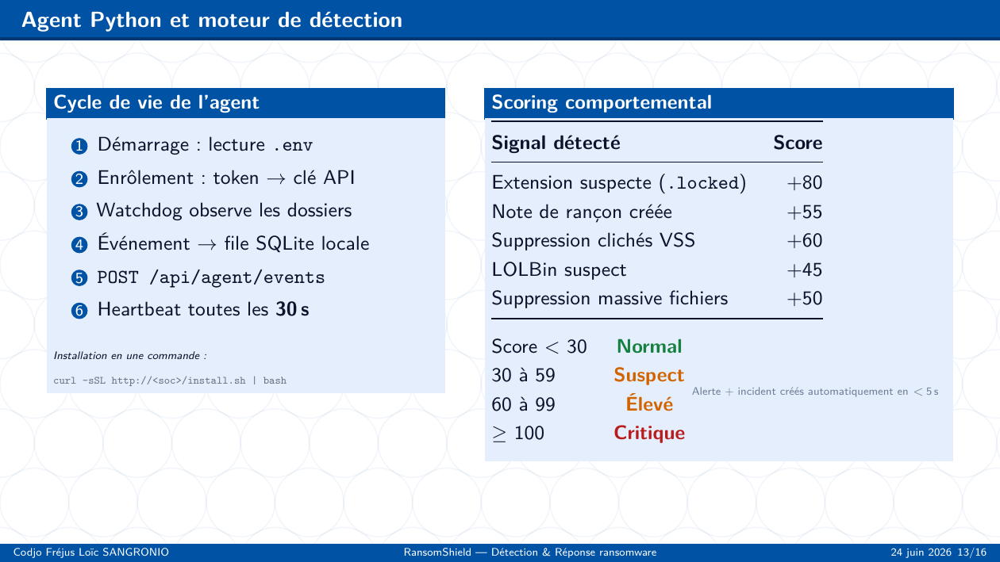 Agent Python et moteur de détection
Cycle de vie de l'agent
1 Démarrage : lecture .env
2 Enrôlement : token → clé API
3 Watchdog observe les dossiers
4 Événement → file SQLite locale
5 POST /api/agent/events
6 Heartbeat toutes les 30 s
Installation en une commande :
curl -sSL http://<soc>/install.sh | bash
Scoring comportemental
Signal détecté Score
Extension suspecte (.locked) +80
Note de rançon créée +55
Suppression clichés VSS +60
LOLBin suspect +45
Suppression massive fichiers +50
Score < 30 Normal
30 à 59 Suspect
60 à 99 Élevé
≥ 100 Critique
Alerte + incident créés automatiquement en < 5 s
Codjo Fréjus Loïc SANGRONIO RansomShield — Détection & Réponse ransomware 24 juin 2026 13/16